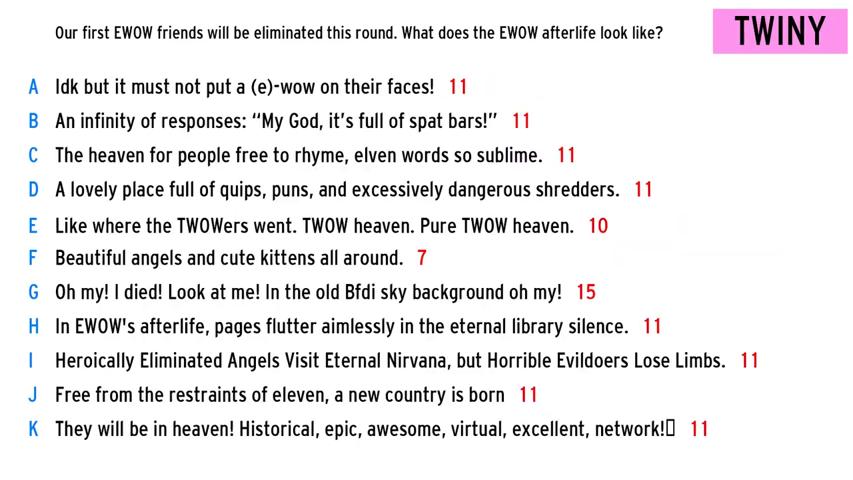 Our first EWOW friends will be eliminated this round. What does the EWOW afterlife look like?
TWINY
A Idk but it must not put a (e)-wow on their faces! 11
B An infinity of responses: “My God, it’s full of spat bars!” 11
C The heaven for people free to rhyme, elven words so sublime. 11
D A lovely place full of quips, puns, and excessively dangerous shredders. 11
E Like where the TWOWers went. TWOW heaven. Pure TWOW heaven. 10
F Beautiful angels and cute kittens all around. 7
G Oh my! I died! Look at me! In the old Bfdi sky background oh my! 15
H In EWOW's afterlife, pages flutter aimlessly in the eternal library silence. 11
I Heroically Eliminated Angels Visit Eternal Nirvana, but Horrible Evildoers Lose Limbs. 11
J Free from the restraints of eleven, a new country is born 11
K They will be in heaven! Historical, epic, awesome, virtual, excellent, network!▯ 11